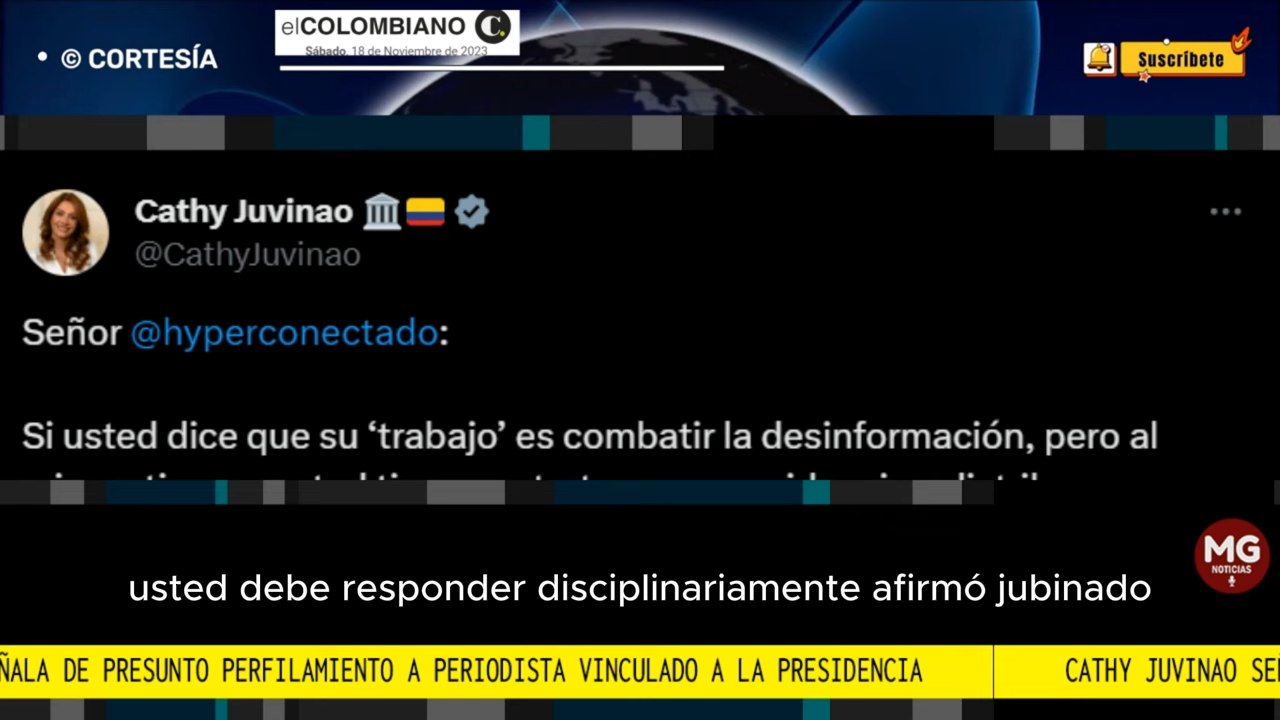 elCOLOMBIANO C.
Sábado, 18 de Noviembre de 2023
• © CORTESÍA
Suscríbete
Cathy Juvinao
@CathyJuvinao
Señor @hyperconectado:
Si usted dice que su ‘trabajo’ es combatir la desinformación, pero al
MG
NOTICIAS
usted debe responder disciplinariamente afirmó jubinado
ÑALA DE PRESUNTO PERFILAMIENTO A PERIODISTA VINCULADO A LA PRESIDENCIA
CATHY JUVINAO